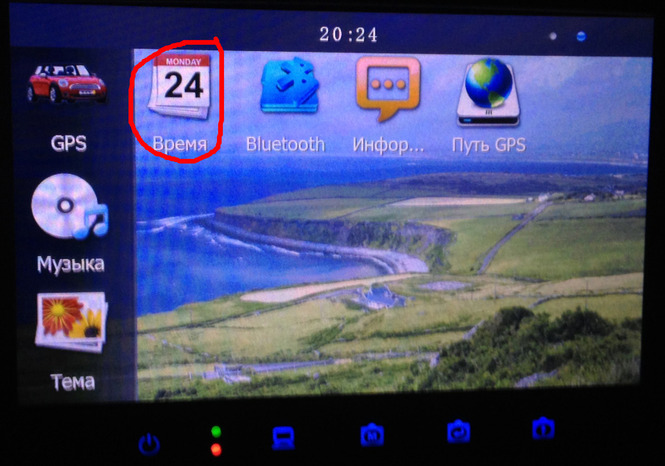 20:24
MONDAY
24
GPS
Время
Bluetooth
Инфор...
Путь GPS
Музыка
Тема
M